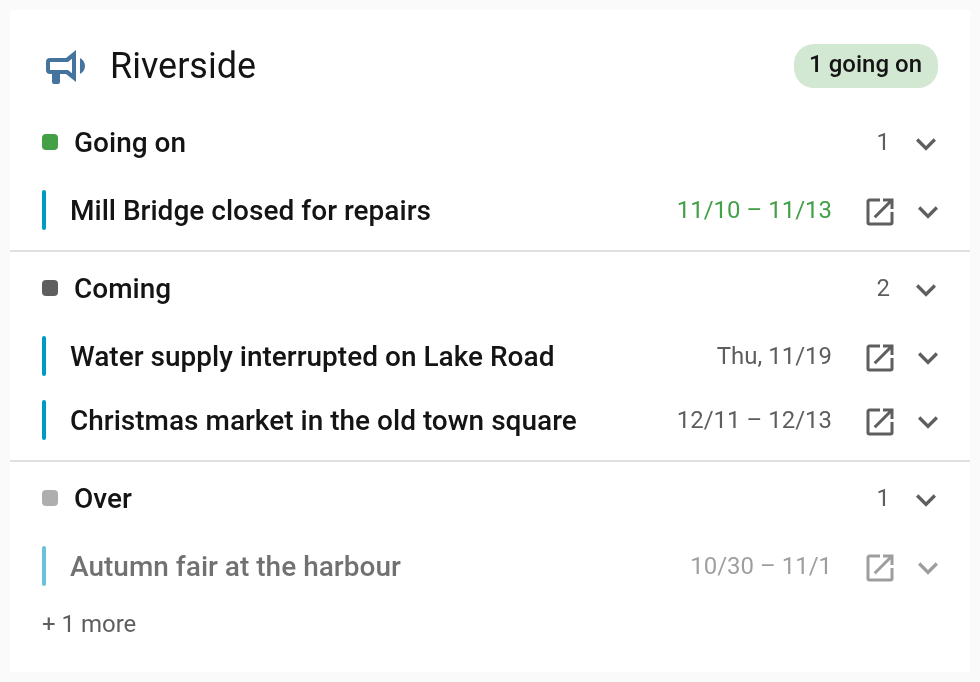 Riverside
1 going on
Going on
1
Mill Bridge closed for repairs
11/10 – 11/13
Coming
2
Water supply interrupted on Lake Road
Thu, 11/19
Christmas market in the old town square
12/11 – 12/13
Over
1
Autumn fair at the harbour
10/30 – 11/1
+ 1 more